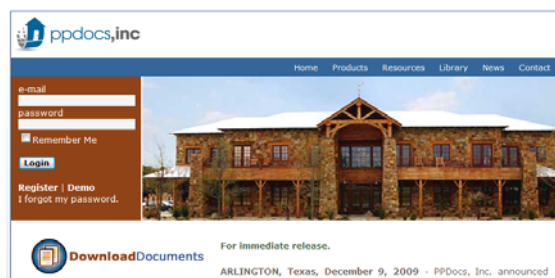 ppdocs,inc
Home Products Resources Library News Contact
e-mail
password
Remember Me
Login
Register | Demo
I forgot my password.
DownloadDocuments
For immediate release.
ARLINGTON, Texas, December 9, 2009 - PPDocs, Inc. announced